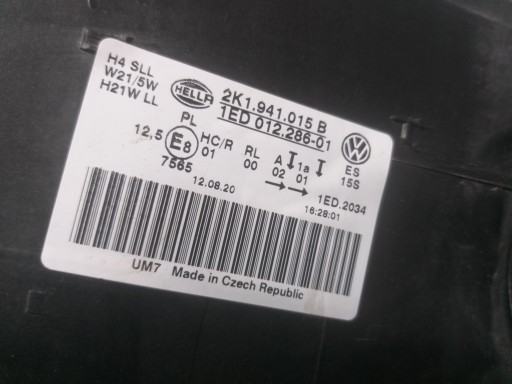 H4 SLL
W21/5W
H21W LL
HELLA
2K1.941.015 B
1ED 012.286-01
PL
12,5 E8 HC/R RL A 1a ES
01 00 02 01 15S
7565
12.08.20
1ED.2034
16:28:01
UM7 Made in Czech Republic